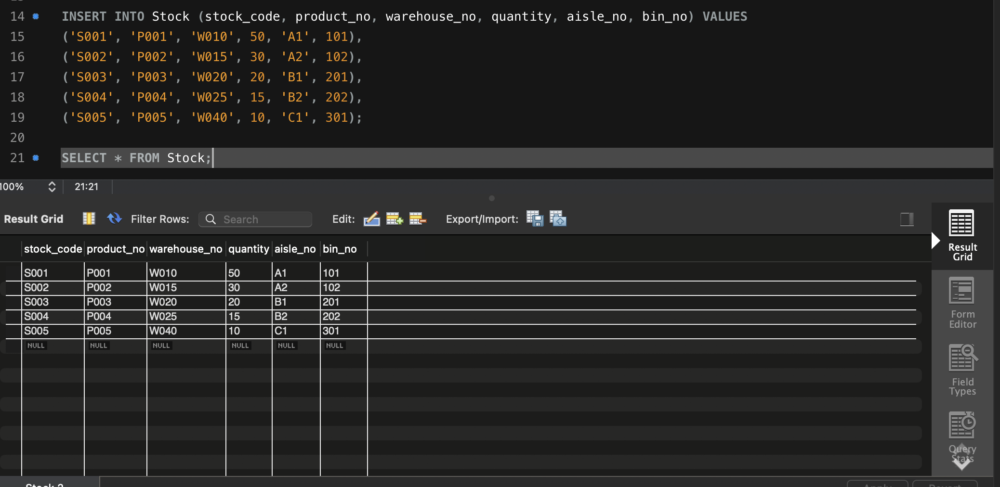 14 INSERT INTO Stock (stock_code, product_no, warehouse_no, quantity, aisle_no, bin_no) VALUES
15 ('S001', 'P001', 'W010', 50, 'A1', 101),
16 ('S002', 'P002', 'W015', 30, 'A2', 102),
17 ('S003', 'P003', 'W020', 20, 'B1', 201),
18 ('S004', 'P004', 'W025', 15, 'B2', 202),
19 ('S005', 'P005', 'W040', 10, 'C1', 301);
20
21 SELECT * FROM Stock;
100% 21:21
Result Grid Filter Rows: Search Edit: Export/Import:
stock_code product_no warehouse_no quantity aisle_no bin_no
S001 P001 W010 50 A1 101
S002 P002 W015 30 A2 102
S003 P003 W020 20 B1 201
S004 P004 W025 15 B2 202
S005 P005 W040 10 C1 301
NULL NULL NULL NULL NULL NULL
Result
Grid
Form
Editor
Field
Types
Query
Stats
Stock 2
Apply Revert